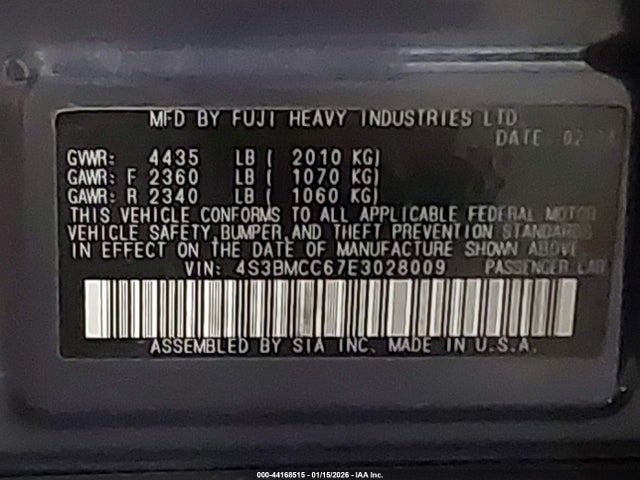 MFD BY FUJI HEAVY INDUSTRIES LTD
DATE
GVWR: 4435 LB ( 2010 KG)
GAWR: F 2360 LB ( 1070 KG)
GAWR: R 2340 LB ( 1060 KG)
THIS VEHICLE CONFORMS TO ALL APPLICABLE FEDERAL MOTOR
VEHICLE SAFETY, BUMPER, AND THEFT PREVENTION STANDARDS
IN EFFECT ON THE DATE OF MANUFACTURE SHOWN ABOVE.
VIN: 4S3BMCC67E3028009 PASSENGER CAR
ASSEMBLED BY SIA INC. MADE IN U.S.A.
000-44168515 - 01/15/2026 - IAA Inc.